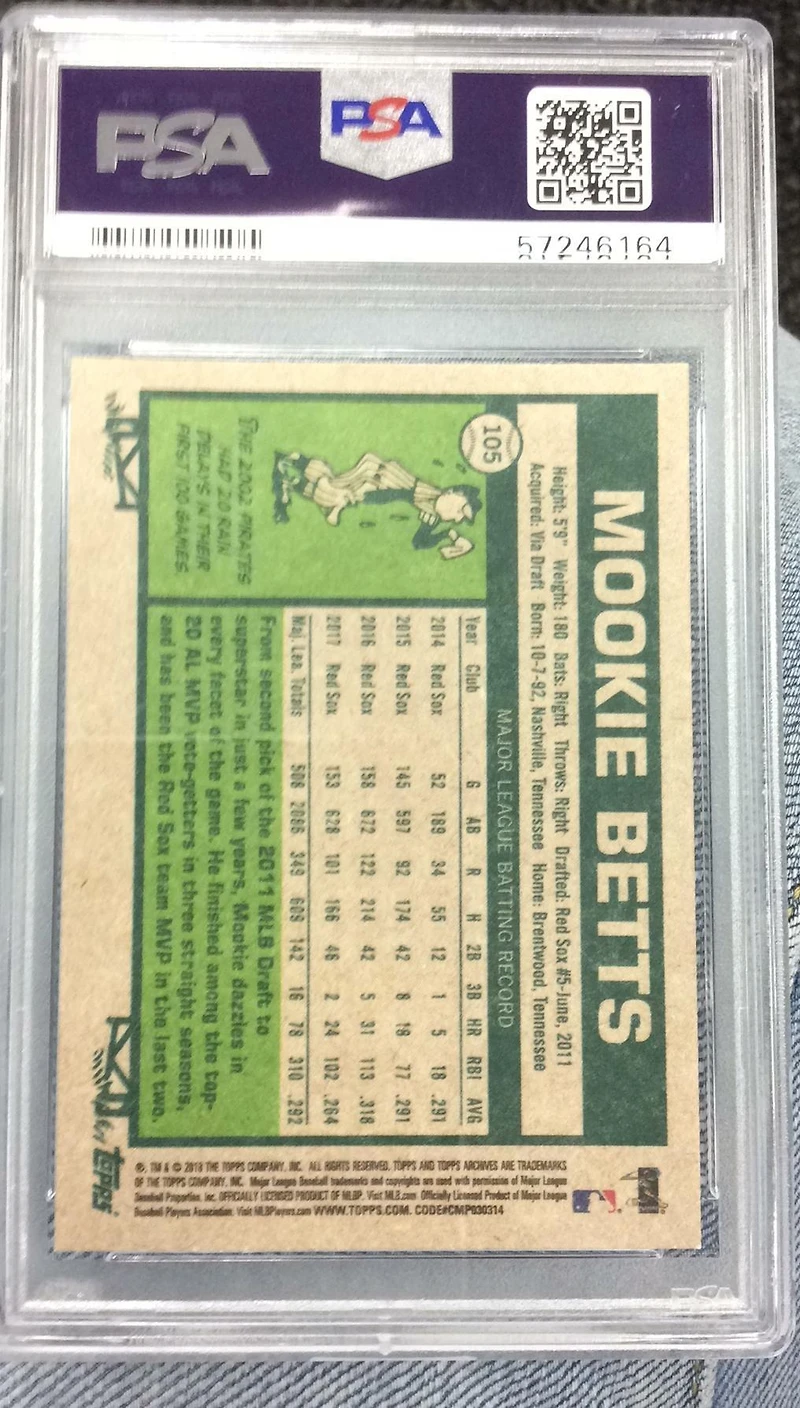 PSA
PSA
57246164
MOOKIE BETTS
105
Height: 5'9" Weight: 180 Bats: Right Throws: Right Drafted: Red Sox #5-June, 2011
Acquired: Via Draft Born: 10-7-92, Nashville, Tennessee Home: Brentwood, Tennessee
MAJOR LEAGUE BATTING RECORD
Year Club G AB R H 2B 3B HR RBI AVG
2014 Red Sox 52 189 34 55 12 1 5 18 .291
2015 Red Sox 145 597 92 174 42 8 18 77 .291
2016 Red Sox 158 672 122 214 42 5 31 113 .318
2017 Red Sox 153 628 101 166 46 2 24 102 .264
Maj. Lea. Totals 508 2086 349 609 142 16 78 310 .292
THE 2002 PIRATES
HAD 20 RAIN
DELAYS IN THEIR
FIRST 100 GAMES.
From second pick of the 2011 MLB Draft to
superstar in just a few years, Mookie dazzles in
every facet of the game. He finished among the top-
20 AL MVP vote-getters in three straight seasons,
and has been the Red Sox team MVP in the last two.
®, TM & © 2018 THE TOPPS COMPANY, INC. ALL RIGHTS RESERVED. TOPPS AND TOPPS ARCHIVES ARE TRADEMARKS
OF THE TOPPS COMPANY, INC. Major League Baseball trademarks and copyrights are used with permission of Major League
Baseball Properties, Inc. OFFICIALLY LICENSED PRODUCT OF MLBP. Visit MLB.com. Officially Licensed Product of Major League
Baseball Players Association. Visit MLBPlayers.com WWW.TOPPS.COM. CODE#CMP030314
TOPPS
PSA